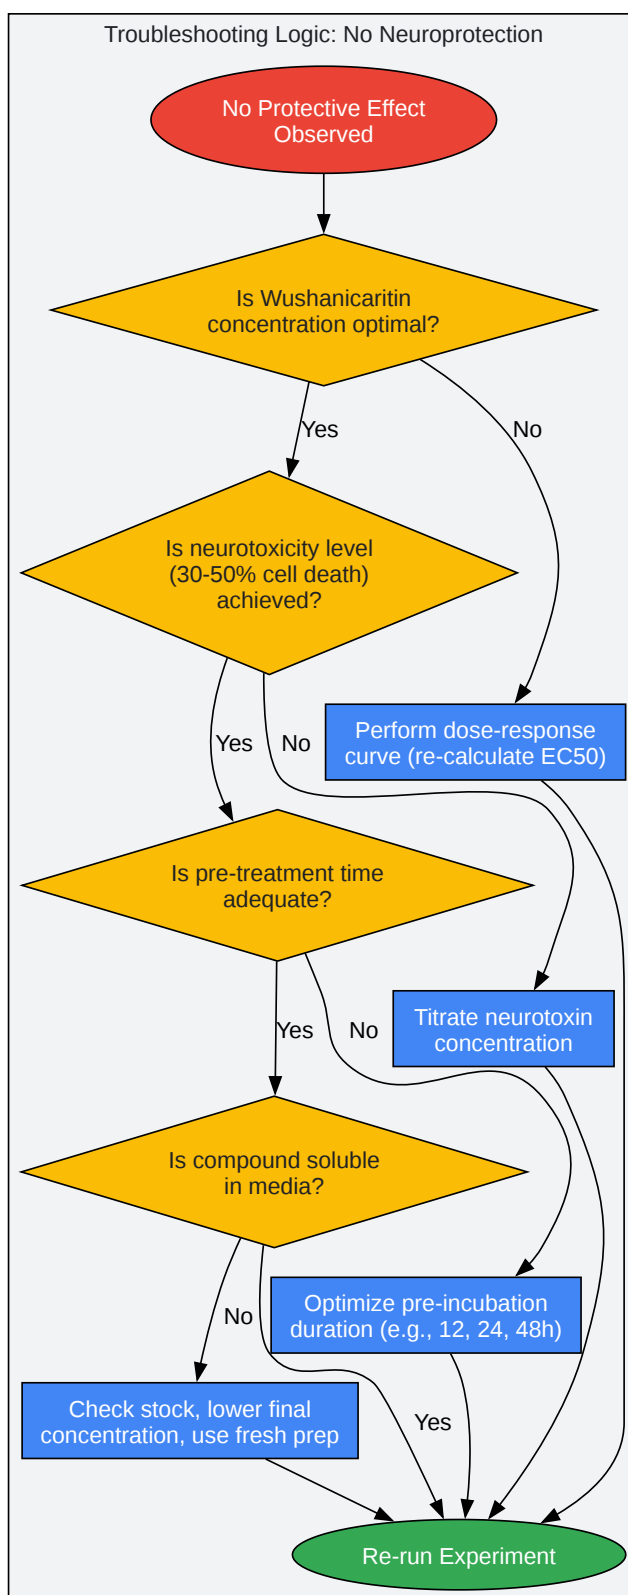 Troubleshooting Logic: No Neuroprotection
No Protective Effect
Observed
Is Wushanicaritin
concentration optimal?
Yes
No
Is neurotoxicity level
(30-50% cell death)
achieved?
Perform dose-response
curve (re-calculate EC50)
Yes
No
Is pre-treatment time
adequate?
Titrate neurotoxin
concentration
Yes
No
Is compound soluble
in media?
Optimize pre-incubation
duration (e.g., 12, 24, 48h)
No
Check stock, lower final
concentration, use fresh prep
Yes
Re-run Experiment